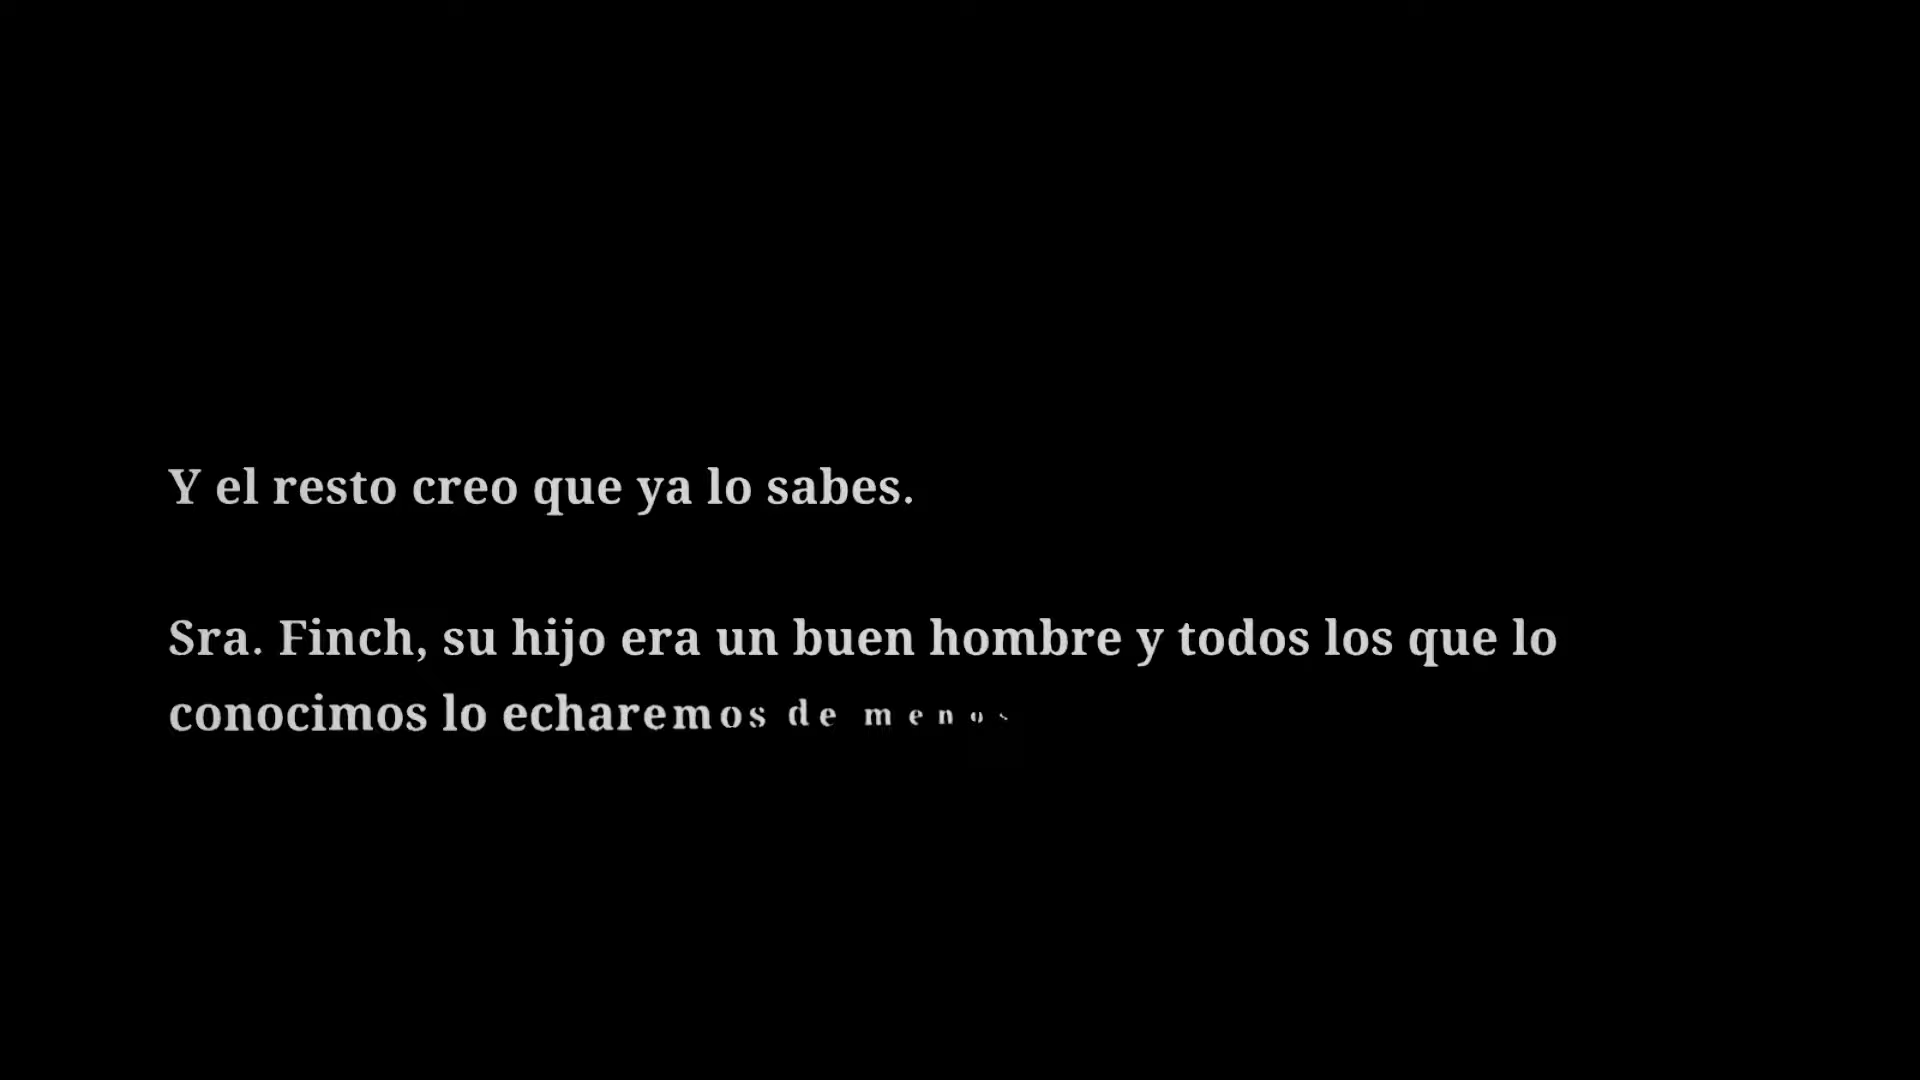 Y el resto creo que ya lo sabes.
Sra. Finch, su hijo era un buen hombre y todos los que lo
conocimos lo echaremos de menos